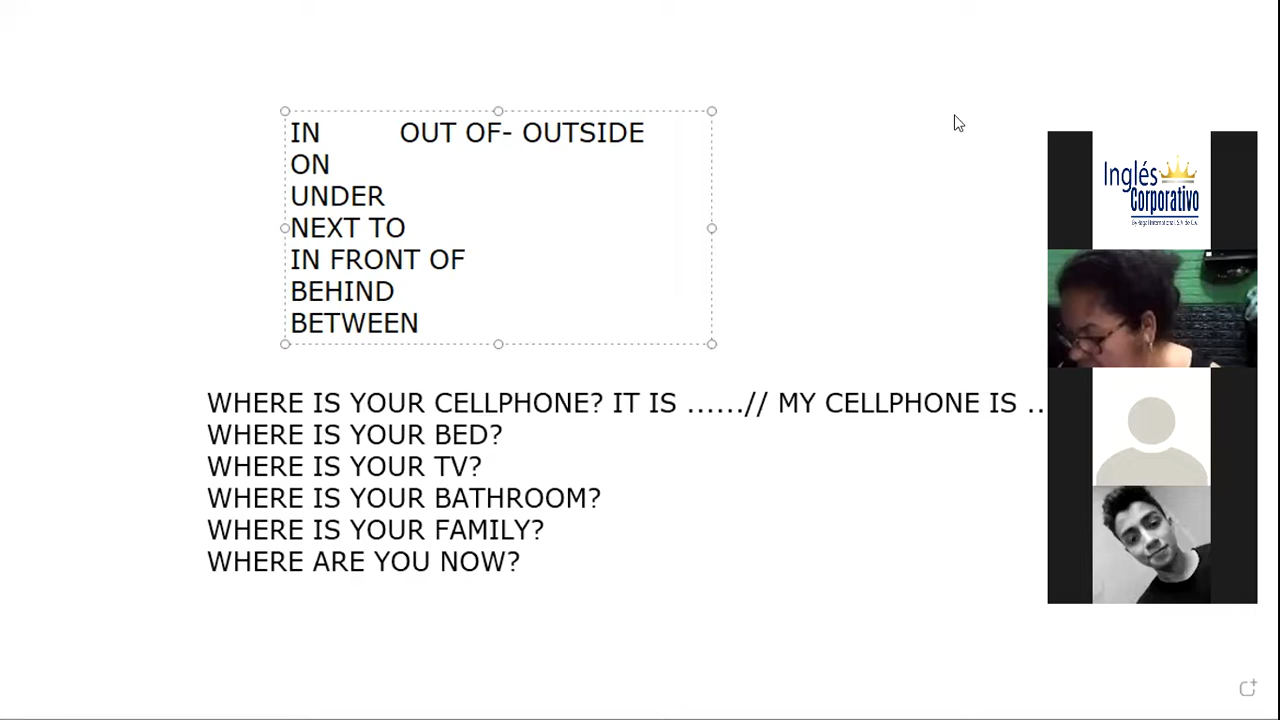 IN OUT OF- OUTSIDE
ON
UNDER
NEXT TO
IN FRONT OF
BEHIND
BETWEEN
WHERE IS YOUR CELLPHONE? IT IS ......// MY CELLPHONE IS ..
WHERE IS YOUR BED?
WHERE IS YOUR TV?
WHERE IS YOUR BATHROOM?
WHERE IS YOUR FAMILY?
WHERE ARE YOU NOW?
Inglés
Corporativo